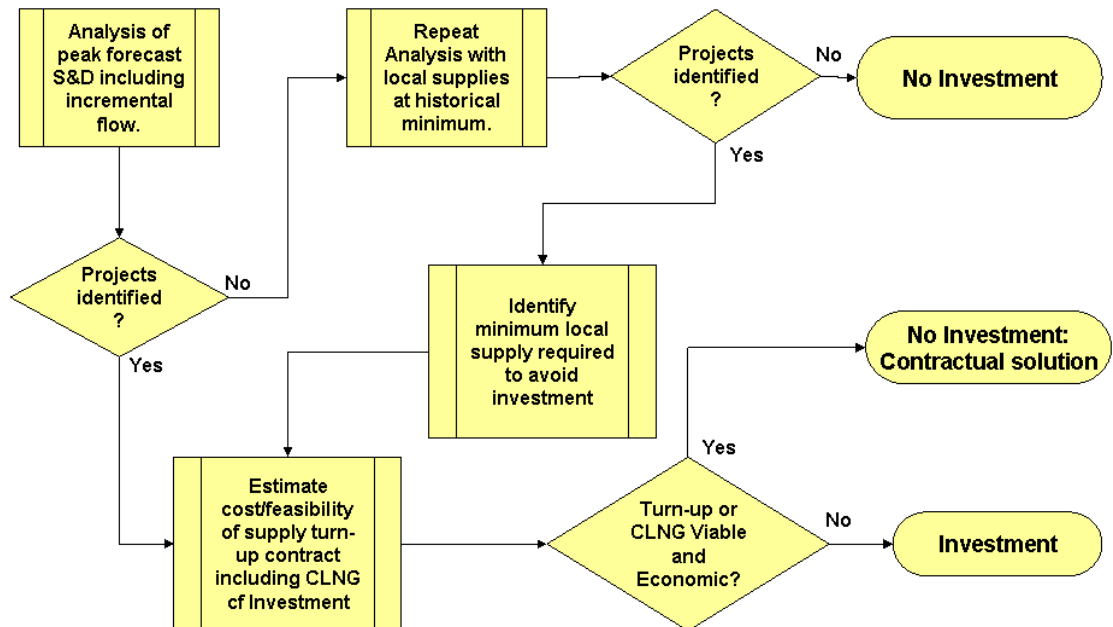 Analysis of
peak forecast
S&D including
incremental
flow.
Repeat
Analysis with
local supplies
at historical
minimum.
Projects
identified
?
No
No Investment
Yes
Projects
identified
?
No
Yes
Identify
minimum local
supply required
to avoid
investment
No Investment:
Contractual solution
Yes
Estimate
cost/feasibility
of supply turn-
up contract
including CLNG
cf Investment
Turn-up or
CLNG Viable
and
Economic?
No
Investment